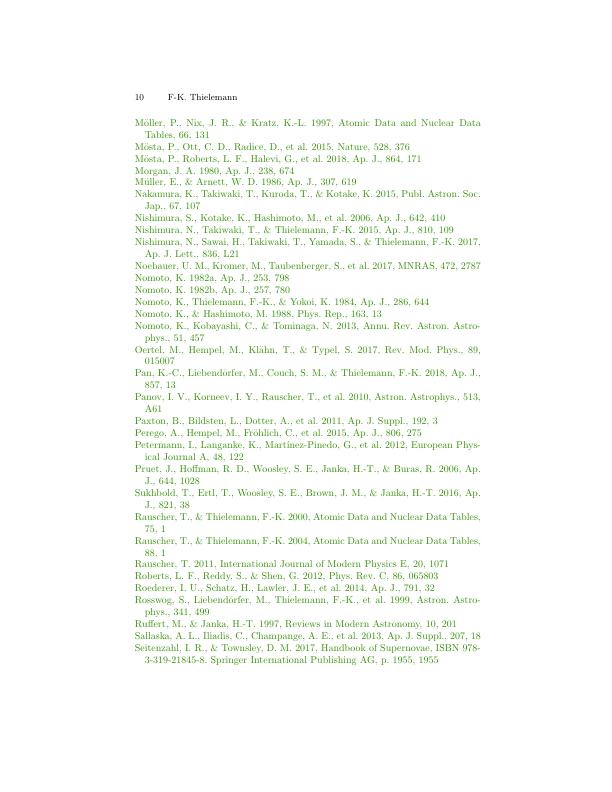 10 F-K. Thielemann
Möller, P., Nix, J. R., & Kratz, K.-L. 1997, Atomic Data and Nuclear Data
Tables, 66, 131
Mösta, P., Ott, C. D., Radice, D., et al. 2015, Nature, 528, 376
Mösta, P., Roberts, L. F., Halevi, G., et al. 2018, Ap. J., 864, 171
Morgan, J. A. 1980, Ap. J., 238, 674
Müller, E., & Arnett, W. D. 1986, Ap. J., 307, 619
Nakamura, K., Takiwaki, T., Kuroda, T., & Kotake, K. 2015, Publ. Astron. Soc.
Jap., 67, 107
Nishimura, S., Kotake, K., Hashimoto, M., et al. 2006, Ap. J., 642, 410
Nishimura, N., Takiwaki, T., & Thielemann, F.-K. 2015, Ap. J., 810, 109
Nishimura, N., Sawai, H., Takiwaki, T., Yamada, S., & Thielemann, F.-K. 2017,
Ap. J. Lett., 836, L21
Noebauer, U. M., Kromer, M., Taubenberger, S., et al. 2017, MNRAS, 472, 2787
Nomoto, K. 1982a, Ap. J., 253, 798
Nomoto, K. 1982b, Ap. J., 257, 780
Nomoto, K., Thielemann, F.-K., & Yokoi, K. 1984, Ap. J., 286, 644
Nomoto, K., & Hashimoto, M. 1988, Phys. Rep., 163, 13
Nomoto, K., Kobayashi, C., & Tominaga, N. 2013, Annu. Rev. Astron. Astro-
phys., 51, 457
Oertel, M., Hempel, M., Klähn, T., & Typel, S. 2017, Rev. Mod. Phys., 89,
015007
Pan, K.-C., Liebendörfer, M., Couch, S. M., & Thielemann, F.-K. 2018, Ap. J.,
857, 13
Panov, I. V., Korneev, I. Y., Rauscher, T., et al. 2010, Astron. Astrophys., 513,
A61
Paxton, B., Bildsten, L., Dotter, A., et al. 2011, Ap. J. Suppl., 192, 3
Perego, A., Hempel, M., Fröhlich, C., et al. 2015, Ap. J., 806, 275
Petermann, I., Langanke, K., Martínez-Pinedo, G., et al. 2012, European Phys-
ical Journal A, 48, 122
Pruet, J., Hoffman, R. D., Woosley, S. E., Janka, H.-T., & Buras, R. 2006, Ap.
J., 644, 1028
Sukhbold, T., Ertl, T., Woosley, S. E., Brown, J. M., & Janka, H.-T. 2016, Ap.
J., 821, 38
Rauscher, T., & Thielemann, F.-K. 2000, Atomic Data and Nuclear Data Tables,
75, 1
Rauscher, T., & Thielemann, F.-K. 2004, Atomic Data and Nuclear Data Tables,
88, 1
Rauscher, T. 2011, International Journal of Modern Physics E, 20, 1071
Roberts, L. F., Reddy, S., & Shen, G. 2012, Phys. Rev. C, 86, 065803
Roederer, I. U., Schatz, H., Lawler, J. E., et al. 2014, Ap. J., 791, 32
Rosswog, S., Liebendörfer, M., Thielemann, F.-K., et al. 1999, Astron. Astro-
phys., 341, 499
Ruffert, M., & Janka, H.-T. 1997, Reviews in Modern Astronomy, 10, 201
Sallaska, A. L., Iliadis, C., Champange, A. E., et al. 2013, Ap. J. Suppl., 207, 18
Seitenzahl, I. R., & Townsley, D. M. 2017, Handbook of Supernovae, ISBN 978-
3-319-21845-8. Springer International Publishing AG, p. 1955, 1955